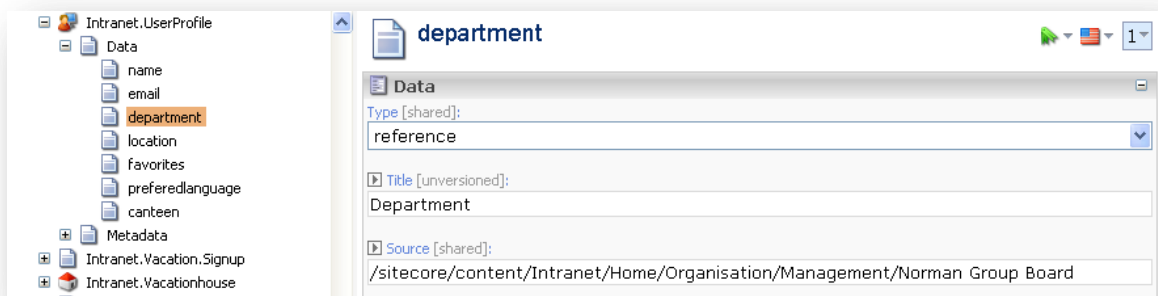 Intranet.UserProfile
Data
name
email
department
location
favorites
preferedlanguage
canteen
Metadata
Intranet.Vacation.Signup
Intranet.Vacationhouse
department
1
Data
Type [shared]:
reference
Title [unversioned]:
Department
Source [shared]:
/sitecore/content/Intranet/Home/Organisation/Management/Norman Group Board